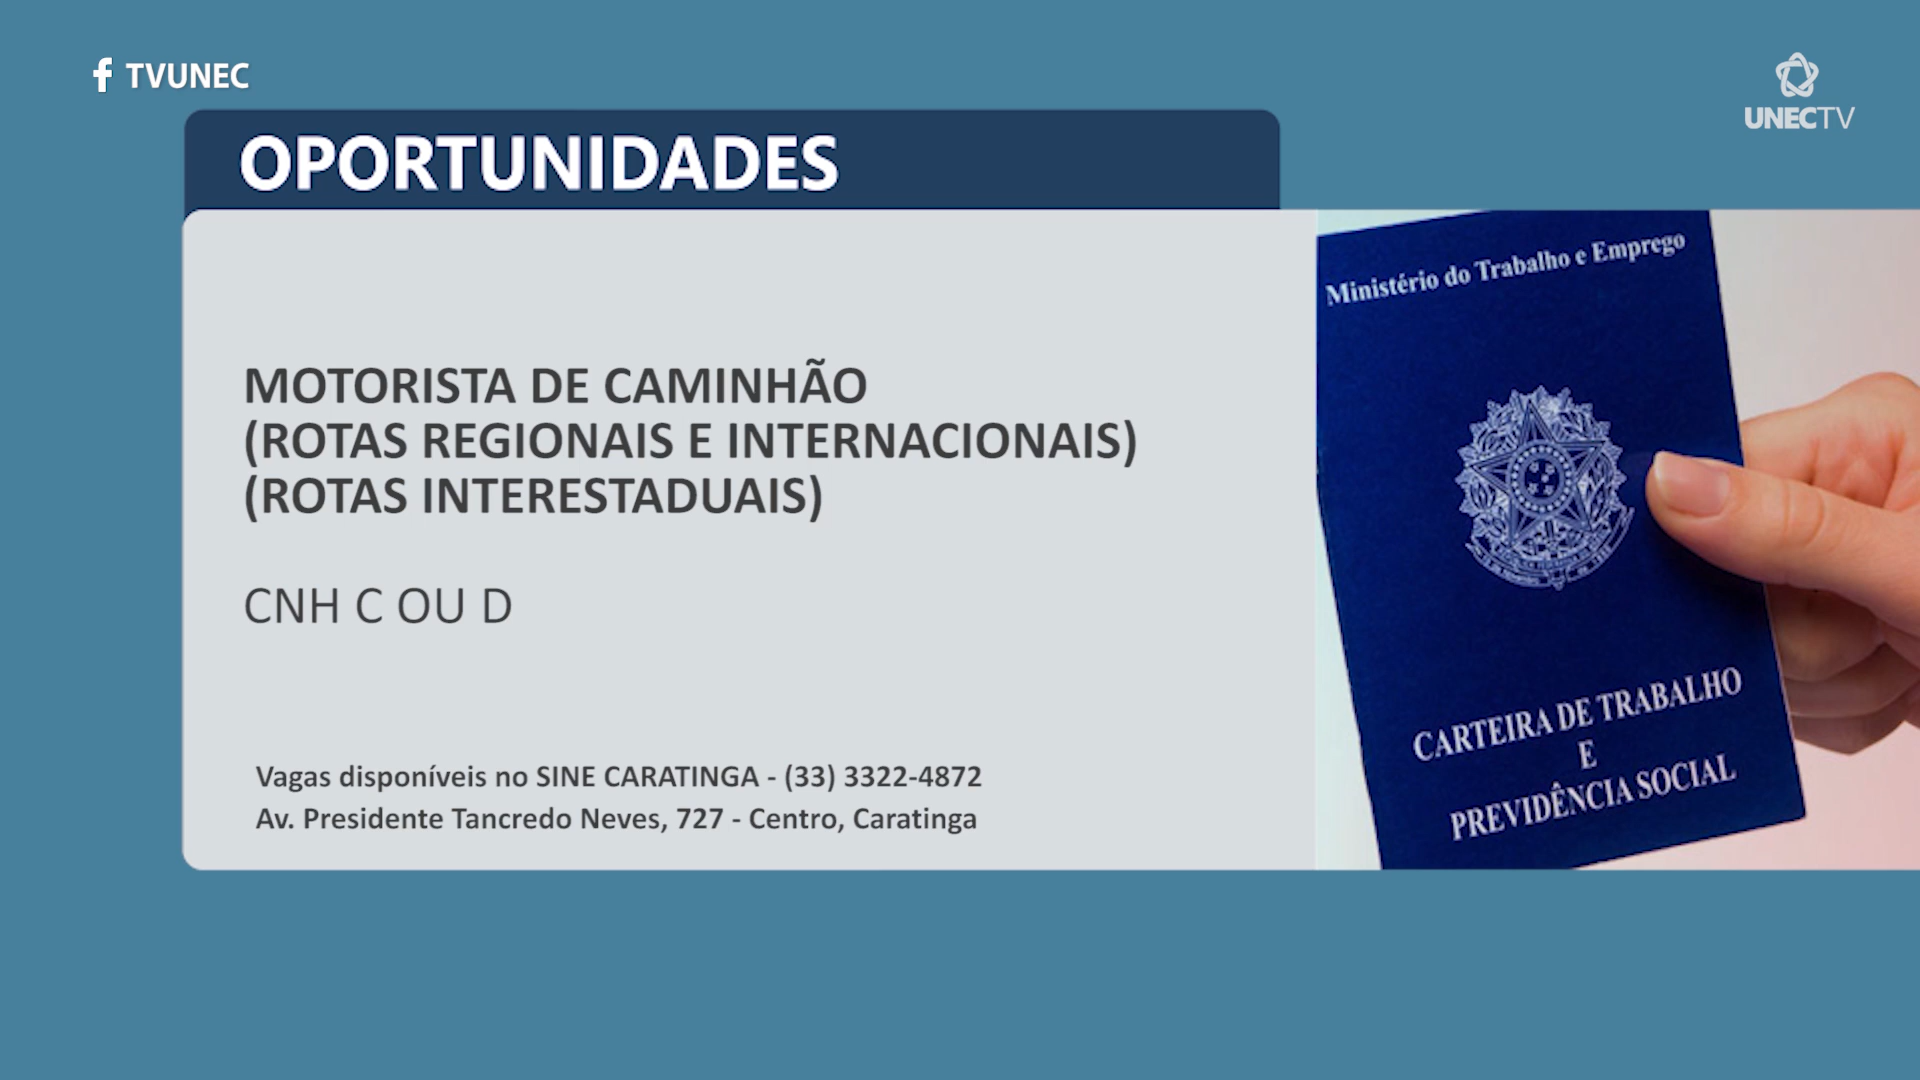 TVUNEC
UNECTV
OPORTUNIDADES
MOTORISTA DE CAMINHÃO
(ROTAS REGIONAIS E INTERNACIONAIS)
(ROTAS INTERESTADUAIS)
CNH C OU D
Vagas disponíveis no SINE CARATINGA - (33) 3322-4872
Av. Presidente Tancredo Neves, 727 - Centro, Caratinga
Ministério do Trabalho e Emprego
CARTEIRA DE TRABALHO
E
PREVIDÊNCIA SOCIAL